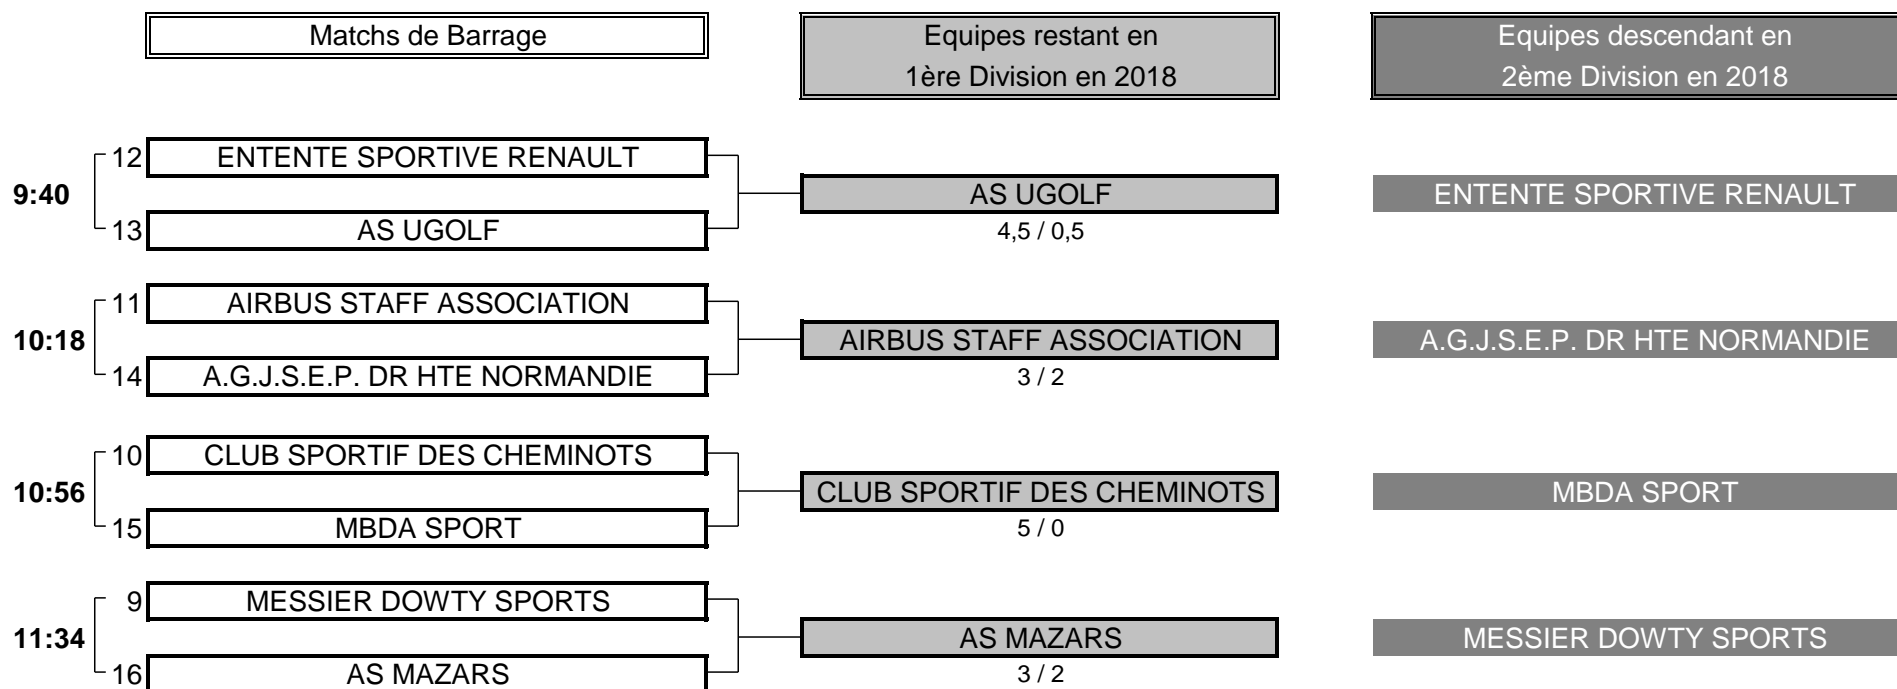 Matchs de Barrage
Equipes restant en
1ère Division en 2018
Equipes descendant en
2ème Division en 2018
12 ENTENTE SPORTIVE RENAULT
9:40 AS UGOLF ENTENTE SPORTIVE RENAULT
13 AS UGOLF 4,5 / 0,5
11 AIRBUS STAFF ASSOCIATION
10:18 AIRBUS STAFF ASSOCIATION A.G.J.S.E.P. DR HTE NORMANDIE
14 A.G.J.S.E.P. DR HTE NORMANDIE 3 / 2
10 CLUB SPORTIF DES CHEMINOTS
10:56 CLUB SPORTIF DES CHEMINOTS MBDA SPORT
15 MBDA SPORT 5 / 0
9 MESSIER DOWTY SPORTS
11:34 AS MAZARS MESSIER DOWTY SPORTS
16 AS MAZARS 3 / 2